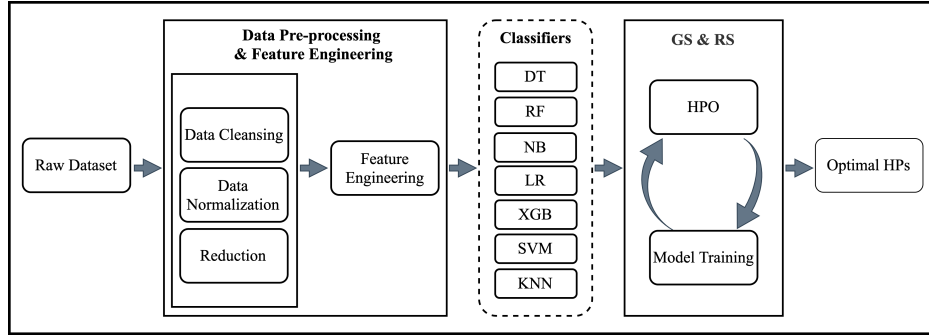 Raw Dataset
Data Pre-processing
& Feature Engineering
Data Cleansing
Data
Normalization
Reduction
Feature
Engineering
Classifiers
DT
RF
NB
LR
XGB
SVM
KNN
GS & RS
HPO
Model Training
Optimal HPs